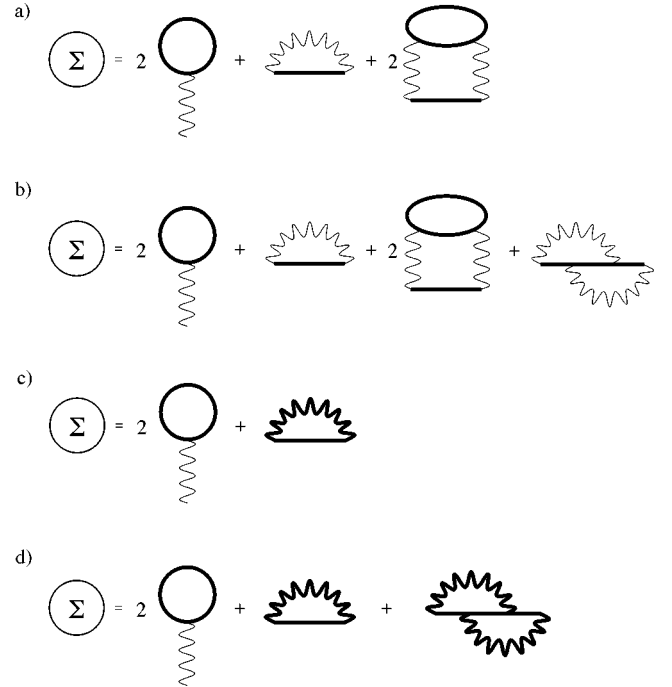 a)
Σ = 2 + + 2
b)
Σ = 2 + + 2 +
c)
Σ = 2 +
d)
Σ = 2 + +